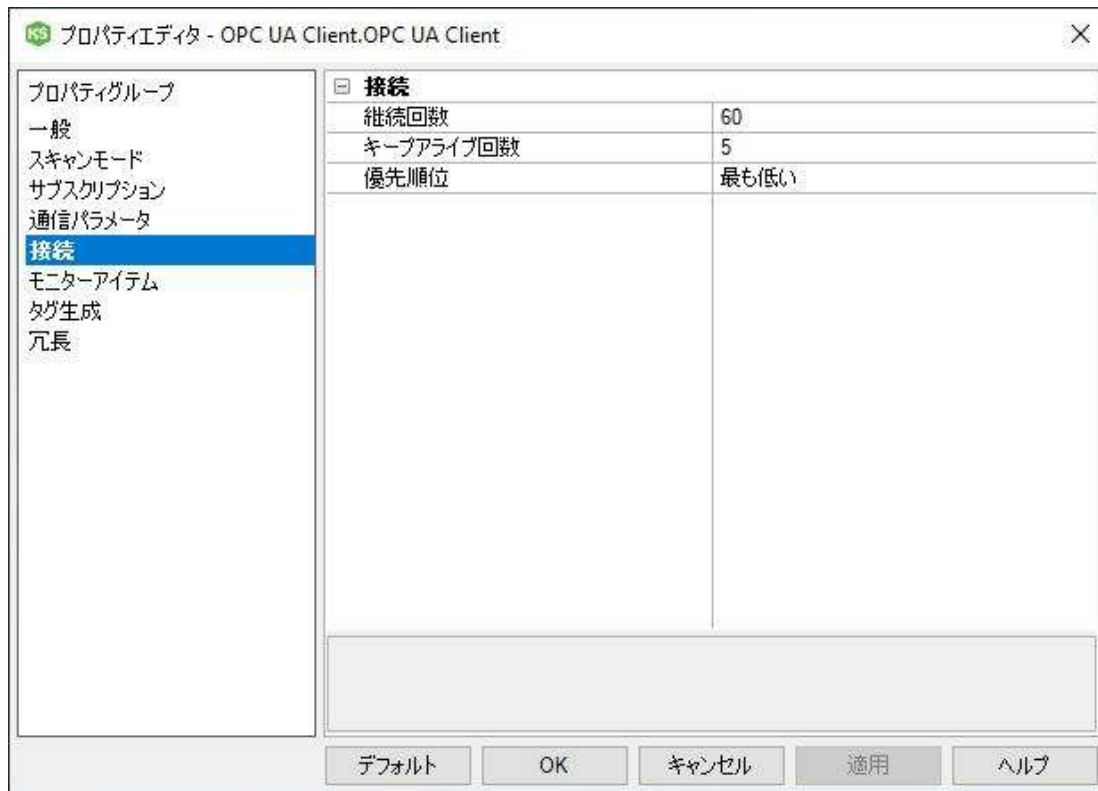 KS プロパティエディタ - OPC UA Client.OPC UA Client
プロパティグループ
一般
スキャンモード
サブスクリプション
通信パラメータ
接続
モニターアイテム
タグ生成
冗長
接続
継続回数 60
キープアライブ回数 5
優先順位 最も低い
デフォルト OK キャンセル 適用 ヘルプ